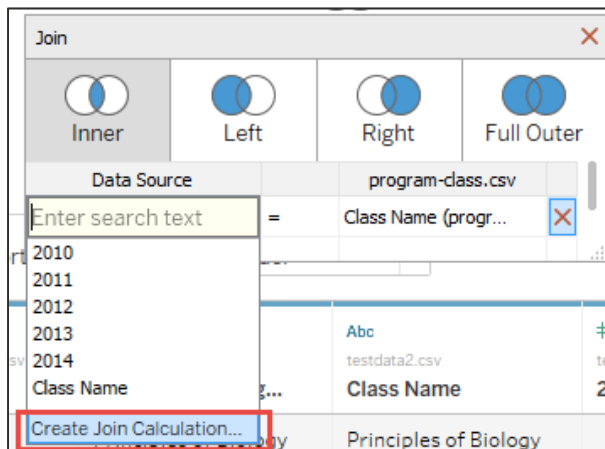 Join
Inner
Left
Right
Full Outer
Data Source
program-class.csv
Enter search text
=
Class Name (progr...
2010
2011
2012
2013
2014
Class Name
Create Join Calculation...
Abc
testdata2.csv
Class Name
Principles of Biology